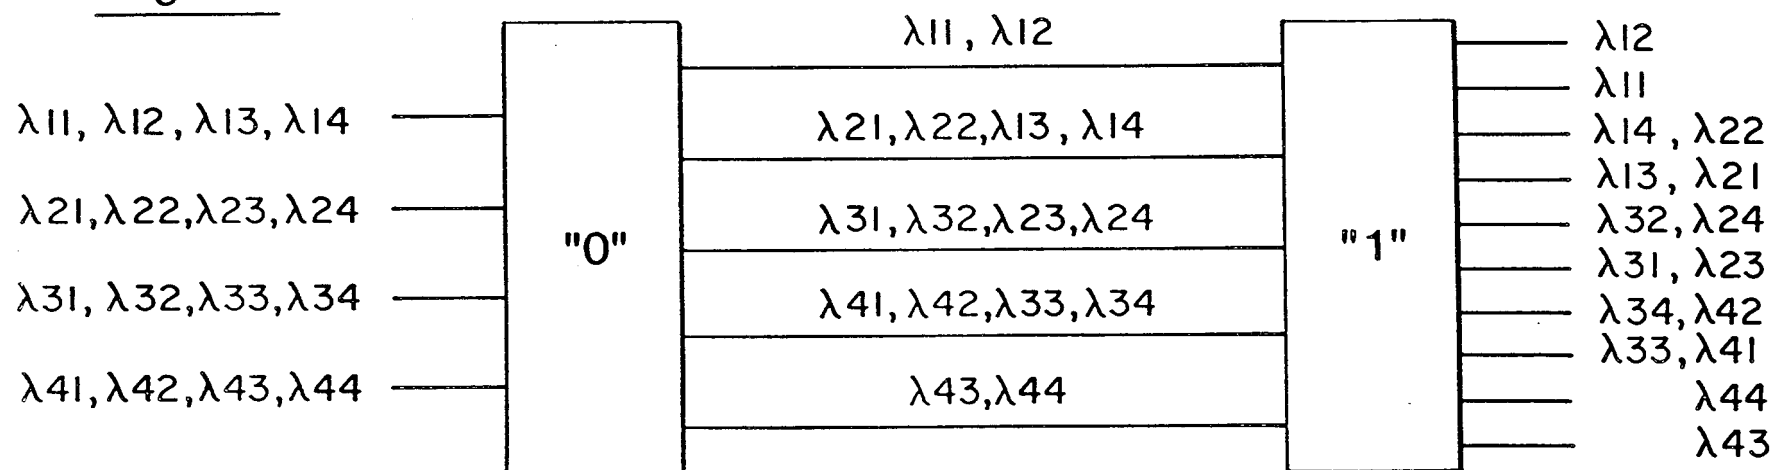 λ11, λ12
λ12
λ11
λ11, λ12, λ13, λ14
λ21, λ22, λ13, λ14
λ14, λ22
λ13, λ21
λ21, λ22, λ23, λ24
λ31, λ32, λ23, λ24
λ32, λ24
"0"
"1"
λ31, λ23
λ31, λ32, λ33, λ34
λ41, λ42, λ33, λ34
λ34, λ42
λ33, λ41
λ41, λ42, λ43, λ44
λ43, λ44
λ44
λ43